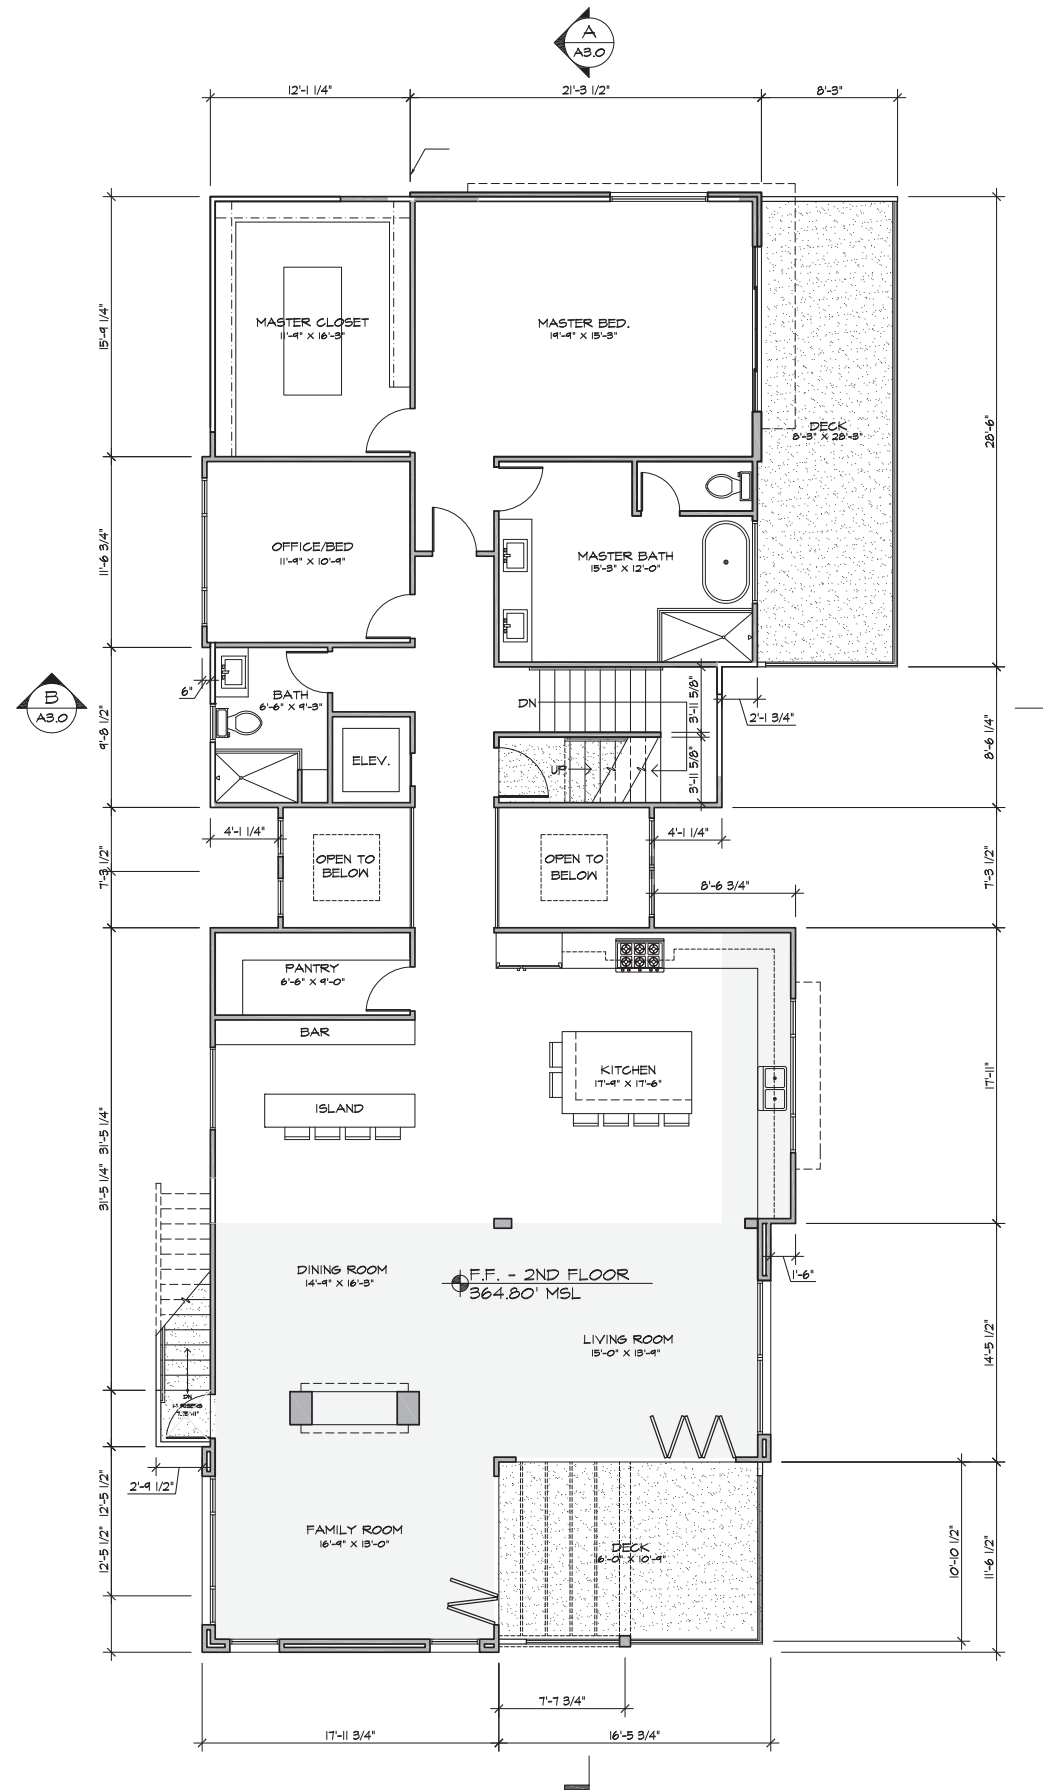 A
A3.0
12'-1 1/4"
21'-3 1/2"
8'-3"
15'-9 1/4"
MASTER CLOSET
11'-9" X 16'-3"
MASTER BED.
19'-9" X 15'-3"
DECK
8'-3" X 28'-3"
28'-6"
11'-6 3/4"
OFFICE/BED
11'-9" X 10'-9"
MASTER BATH
15'-3" X 12'-0"
B
A3.0
6"
BATH
6'-6" X 9'-3"
DN
3'-11 5/8"
2'-1 3/4"
9'-8 1/2"
8'-6 1/4"
ELEV.
UP
3'-11 5/8"
4'-1 1/4"
4'-1 1/4"
7'-3 1/2"
OPEN TO
BELOW
OPEN TO
BELOW
7'-3 1/2"
8'-6 3/4"
PANTRY
6'-6" X 9'-0"
BAR
KITCHEN
17'-9" X 17'-6"
17'-11"
ISLAND
31'-5 1/4"
31'-5 1/4"
DINING ROOM
14'-9" X 16'-3"
F.F. - 2ND FLOOR
364.80' MSL
1'-6"
LIVING ROOM
15'-0" X 13'-9"
14'-5 1/2"
DN
2'-9 1/2"
12'-5 1/2"
12'-5 1/2"
FAMILY ROOM
16'-9" X 13'-0"
DECK
16'-0" X 10'-9"
10'-10 1/2"
11'-6 1/2"
7'-7 3/4"
17'-11 3/4"
16'-5 3/4"